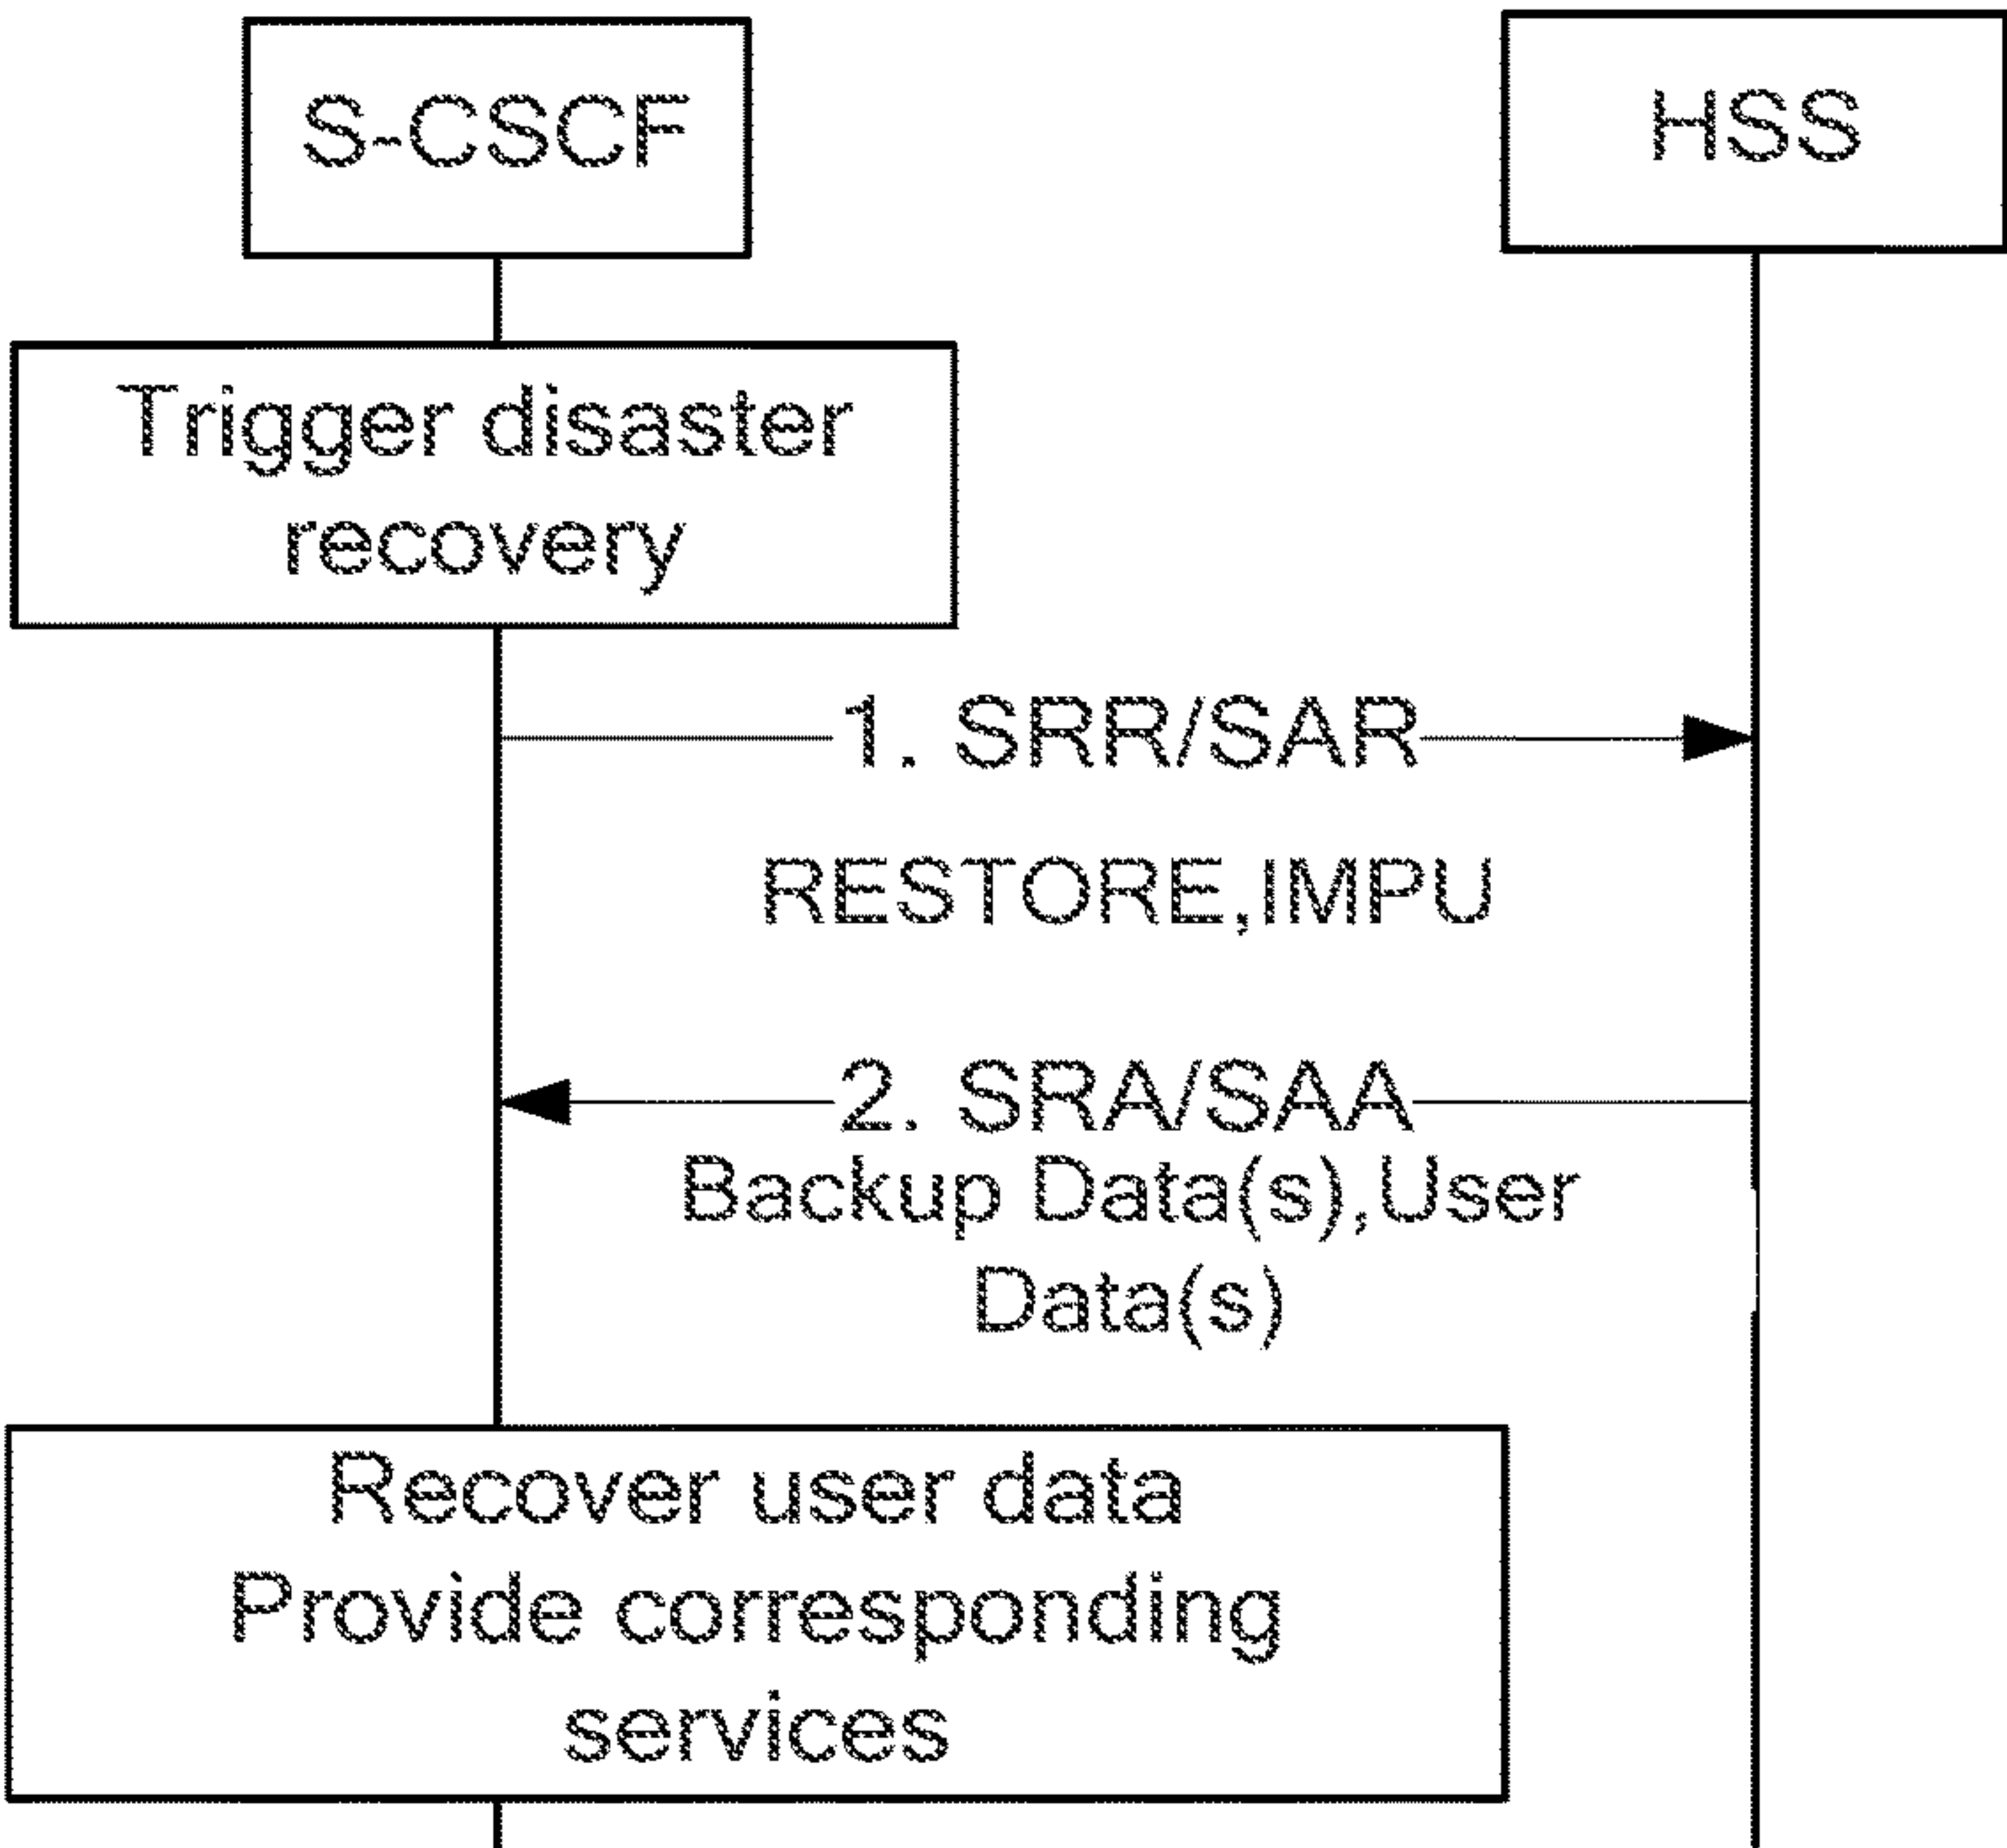 S-CSCF
HSS
Trigger disaster
recovery
1. SRR/SAR
RESTORE,IMPU
2. SRA/SAA
Backup Data(s),User
Data(s)
Recover user data
Provide corresponding
services